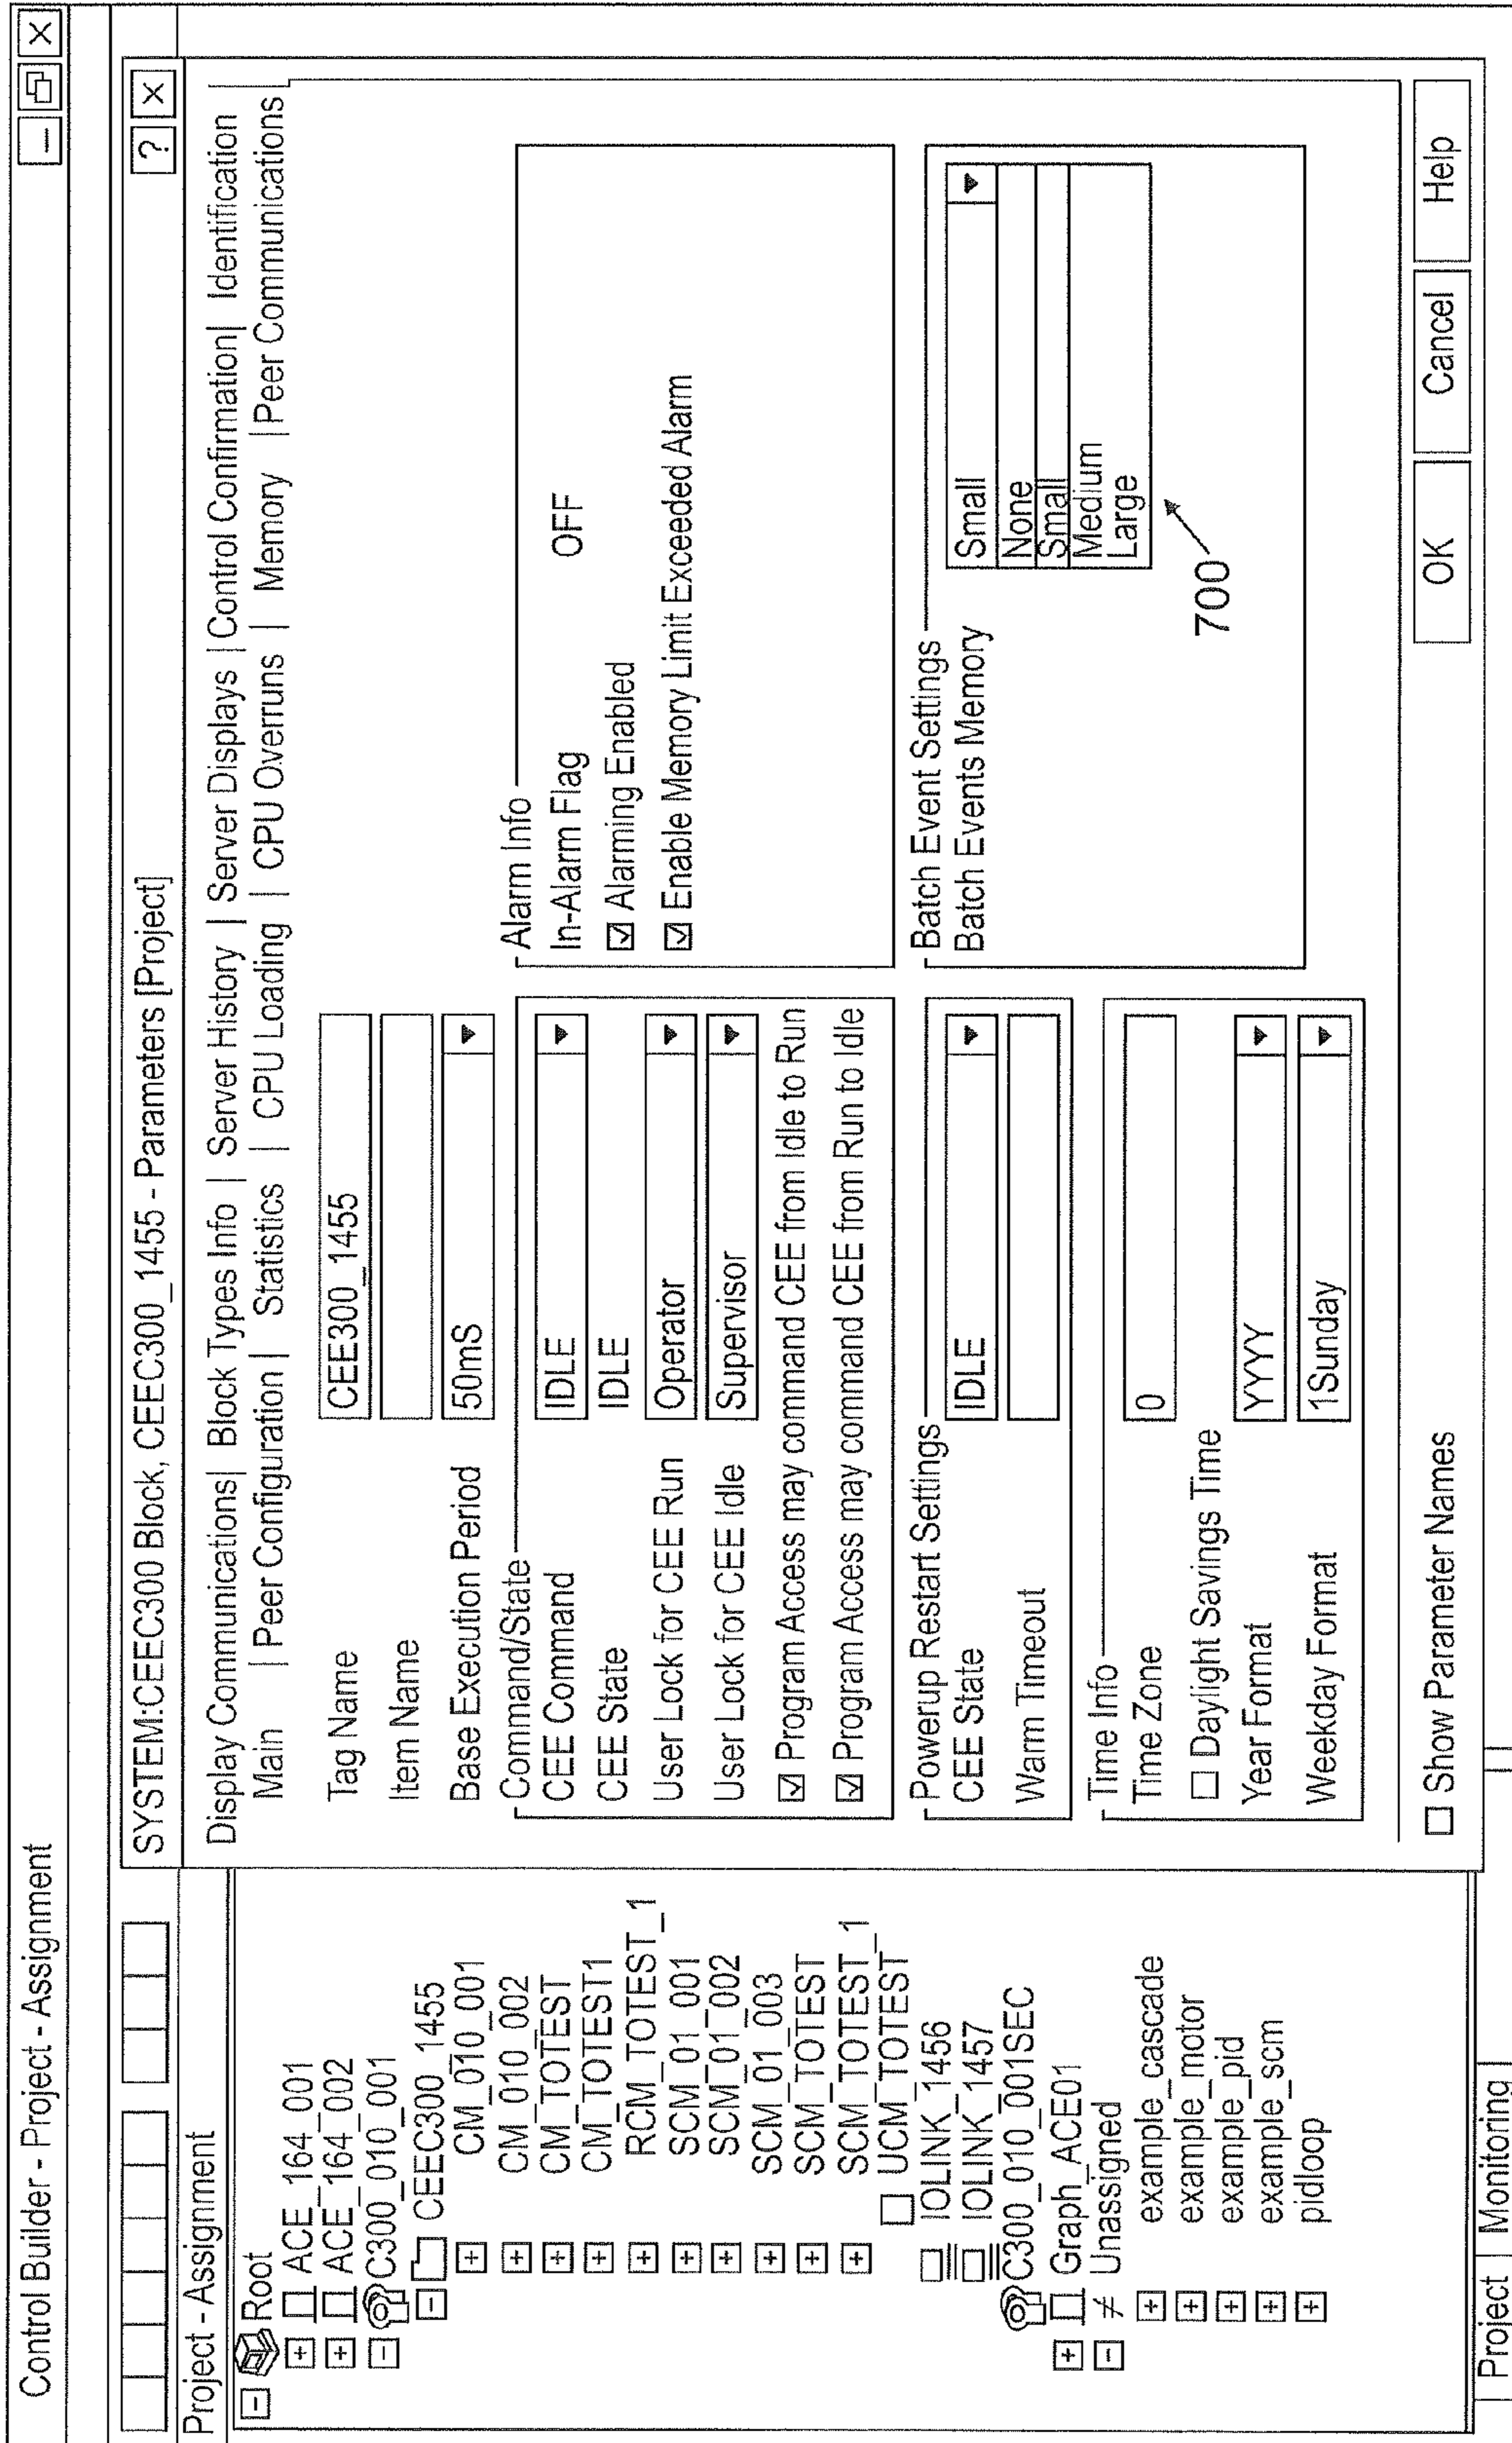 Control Builder - Project - Assignment
Project - Assignment
Root
ACE_164_001
ACE_164_002
C300_010_001
CEEC300_1455
CM_010_001
CM_010_002
CM_TOTEST
CM_TOTEST1
RCM_TOTEST_1
SCM_01_001
SCM_01_002
SCM_01_003
SCM_TOTEST
SCM_TOTEST_1
UCM_TOTEST
IOLINK_1456
IOLINK_1457
C300_010_001SEC
Graph_ACE01
≠ Unassigned
example_cascade
example_motor
example_pid
example_scm
pidloop
Project | Monitoring
SYSTEM:CEEC300 Block, CEEC300_1455 - Parameters [Project]
? X
Display Communications| Block Types Info | Server History | Server Displays | Control Confirmation| Identification
Main | Peer Configuration | Statistics | CPU Loading | CPU Overruns | Memory | Peer Communications
Tag Name CEE300_1455
Item Name
Base Execution Period 50mS
Command/State
CEE Command IDLE
CEE State IDLE
User Lock for CEE Run Operator
User Lock for CEE Idle Supervisor
☑ Program Access may command CEE from Idle to Run
☑ Program Access may command CEE from Run to Idle
Powerup Restart Settings
CEE State IDLE
Warm Timeout
Time Info
Time Zone 0
☐ Daylight Savings Time
Year Format YYYY
Weekday Format 1Sunday
Alarm Info
In-Alarm Flag OFF
☑ Alarming Enabled
☑ Enable Memory Limit Exceeded Alarm
Batch Event Settings
Batch Events Memory Small
None
Small
Medium
Large
700
☐ Show Parameter Names
OK Cancel Help